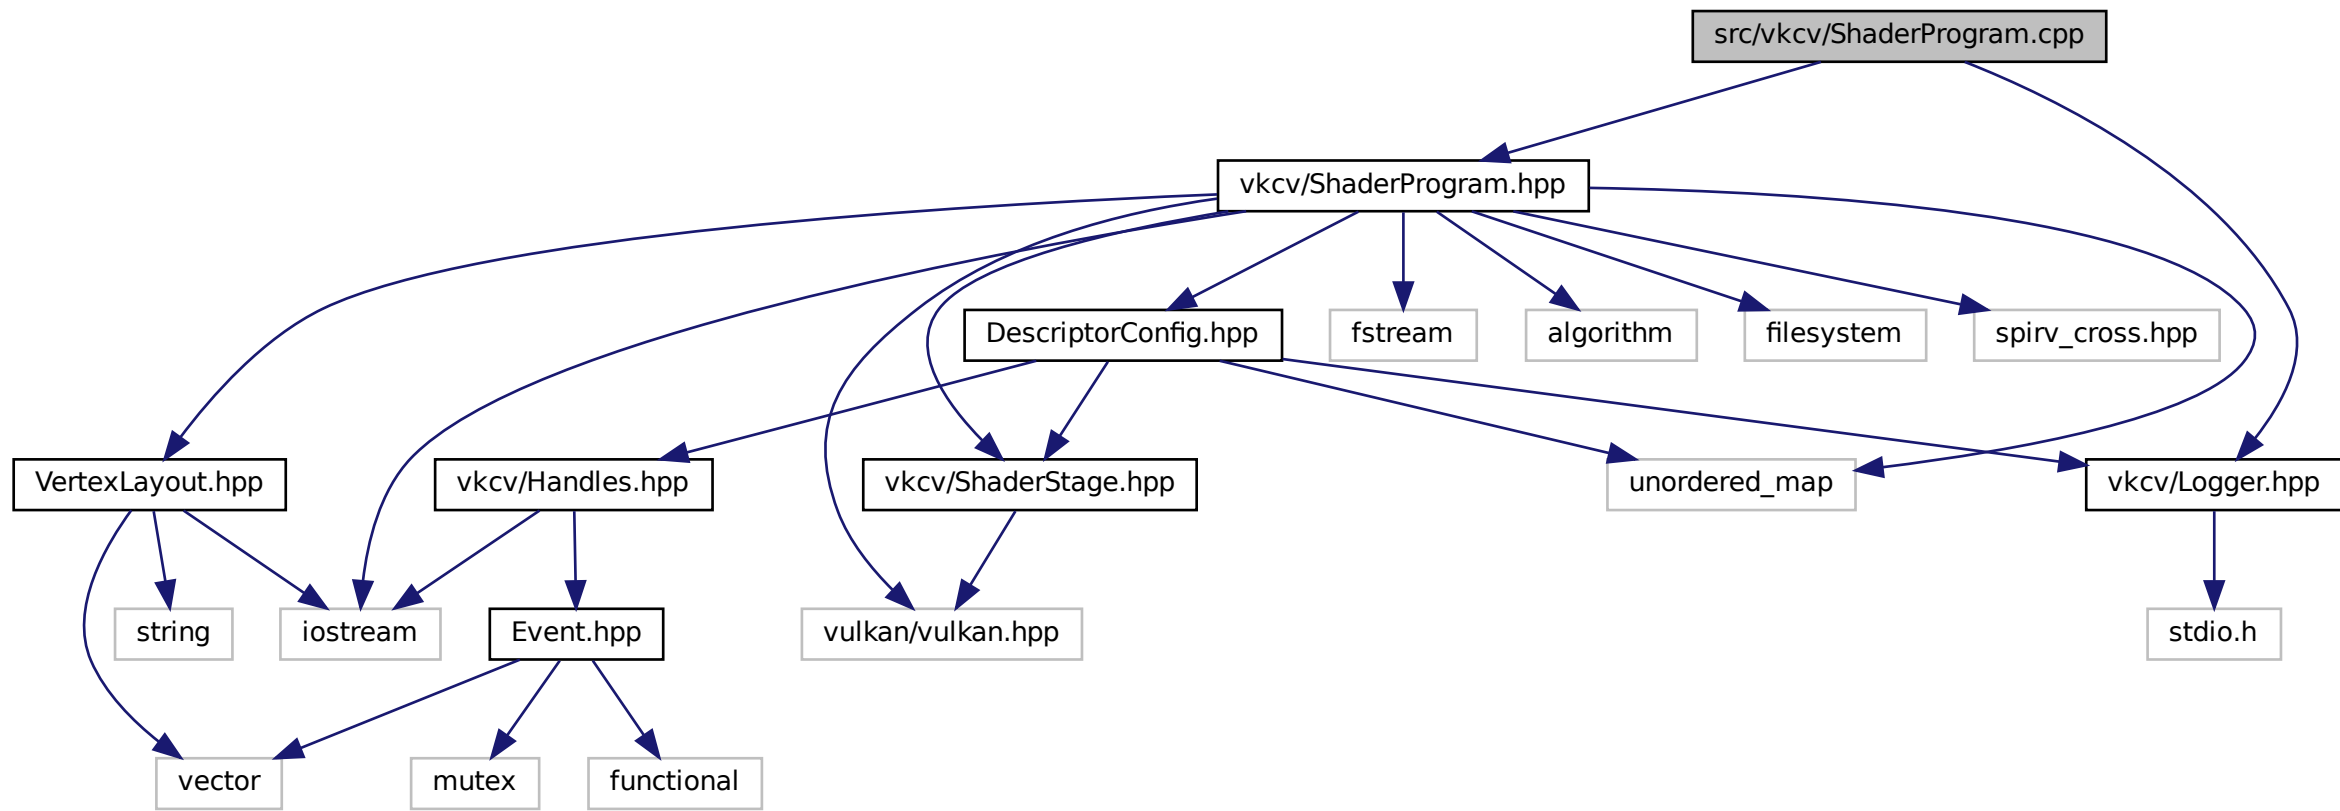 src/vkcv/ShaderProgram.cpp
vkcv/ShaderProgram.hpp
DescriptorConfig.hpp
fstream
algorithm
filesystem
spirv_cross.hpp
VertexLayout.hpp
vkcv/Handles.hpp
vkcv/ShaderStage.hpp
unordered_map
vkcv/Logger.hpp
string
iostream
Event.hpp
vulkan/vulkan.hpp
stdio.h
vector
mutex
functional